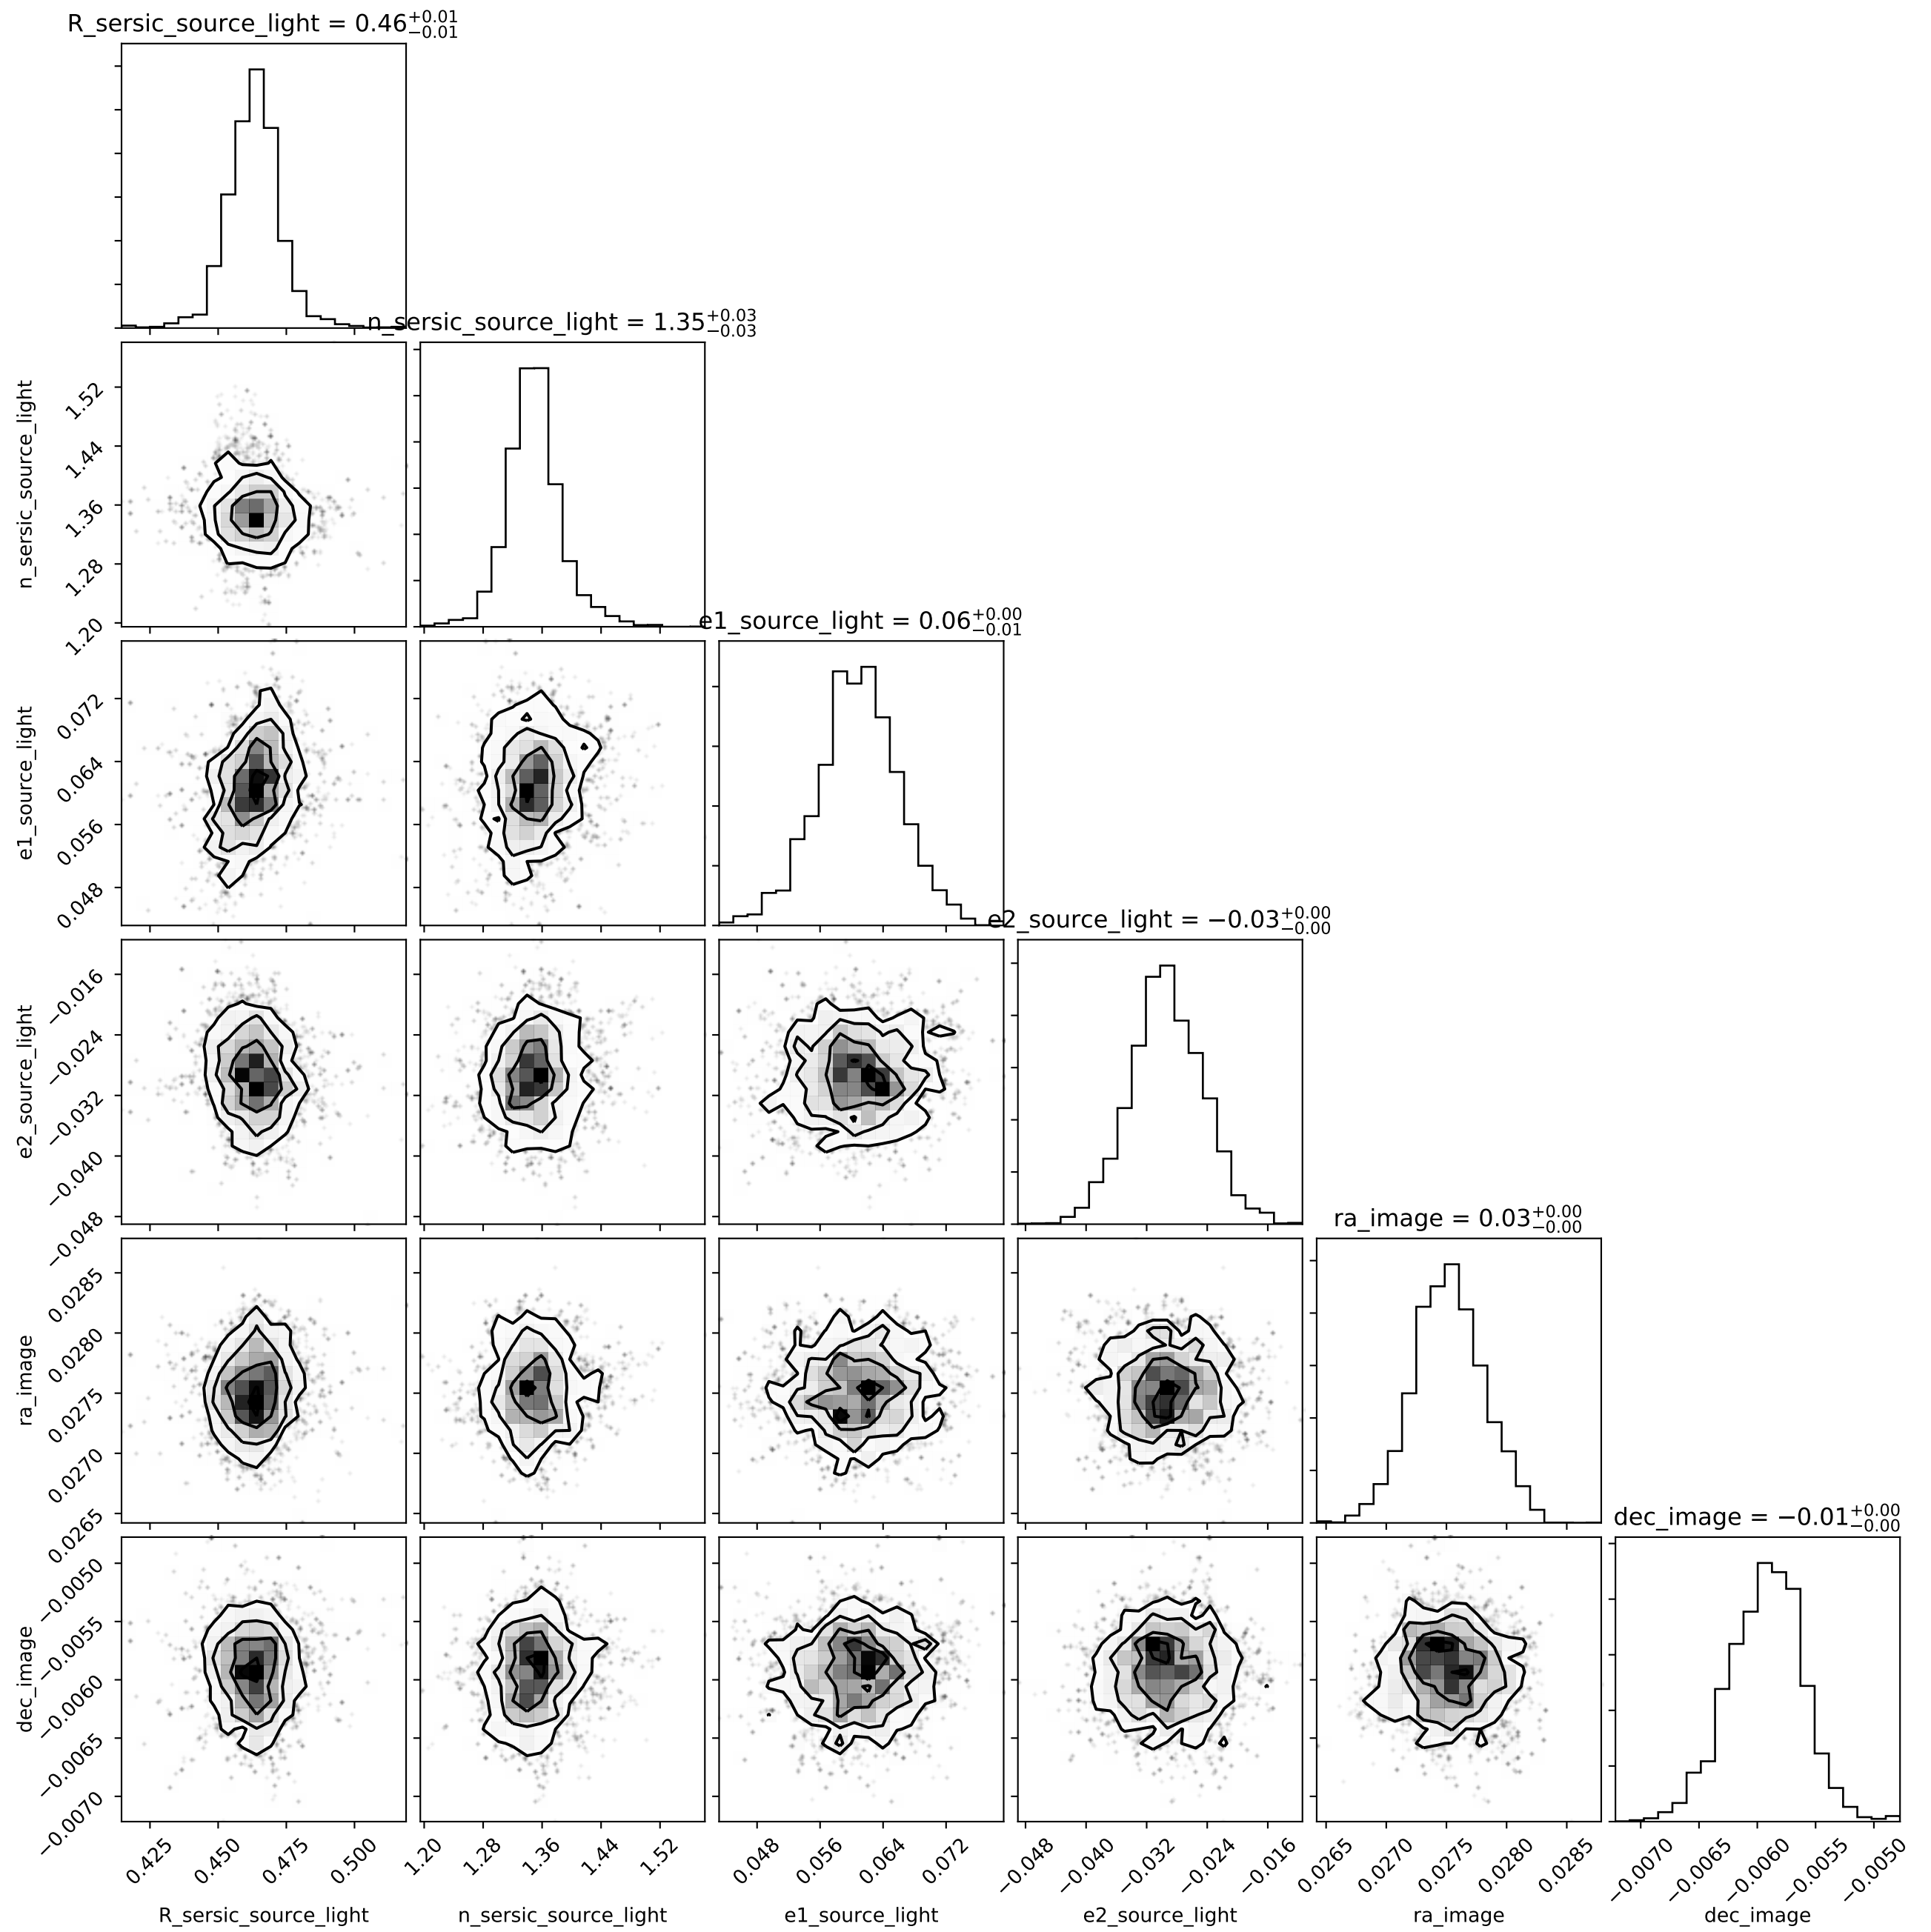 R_sersic_source_light = 0.46+0.01 −0.01
n_sersic_source_light = 1.35+0.03 −0.03
n_sersic_source_light
1.52
1.44
1.36
1.28
1.20
e1_source_light = 0.06+0.00 −0.01
e1_source_light
0.072
0.064
0.056
0.048
e2_source_light = −0.03+0.00 −0.00
e2_source_light
−0.016
−0.024
−0.032
−0.040
−0.048
ra_image = 0.03+0.00 −0.00
ra_image
0.0285
0.0280
0.0275
0.0270
0.0265
dec_image = −0.01+0.00 −0.00
dec_image
−0.0050
−0.0055
−0.0060
−0.0065
−0.0070
0.425 0.450 0.475 0.500
1.20 1.28 1.36 1.44 1.52
0.048 0.056 0.064 0.072
−0.048 −0.040 −0.032 −0.024 −0.016
0.0265 0.0270 0.0275 0.0280 0.0285
−0.0070 −0.0065 −0.0060 −0.0055 −0.0050
R_sersic_source_light
n_sersic_source_light
e1_source_light
e2_source_light
ra_image
dec_image